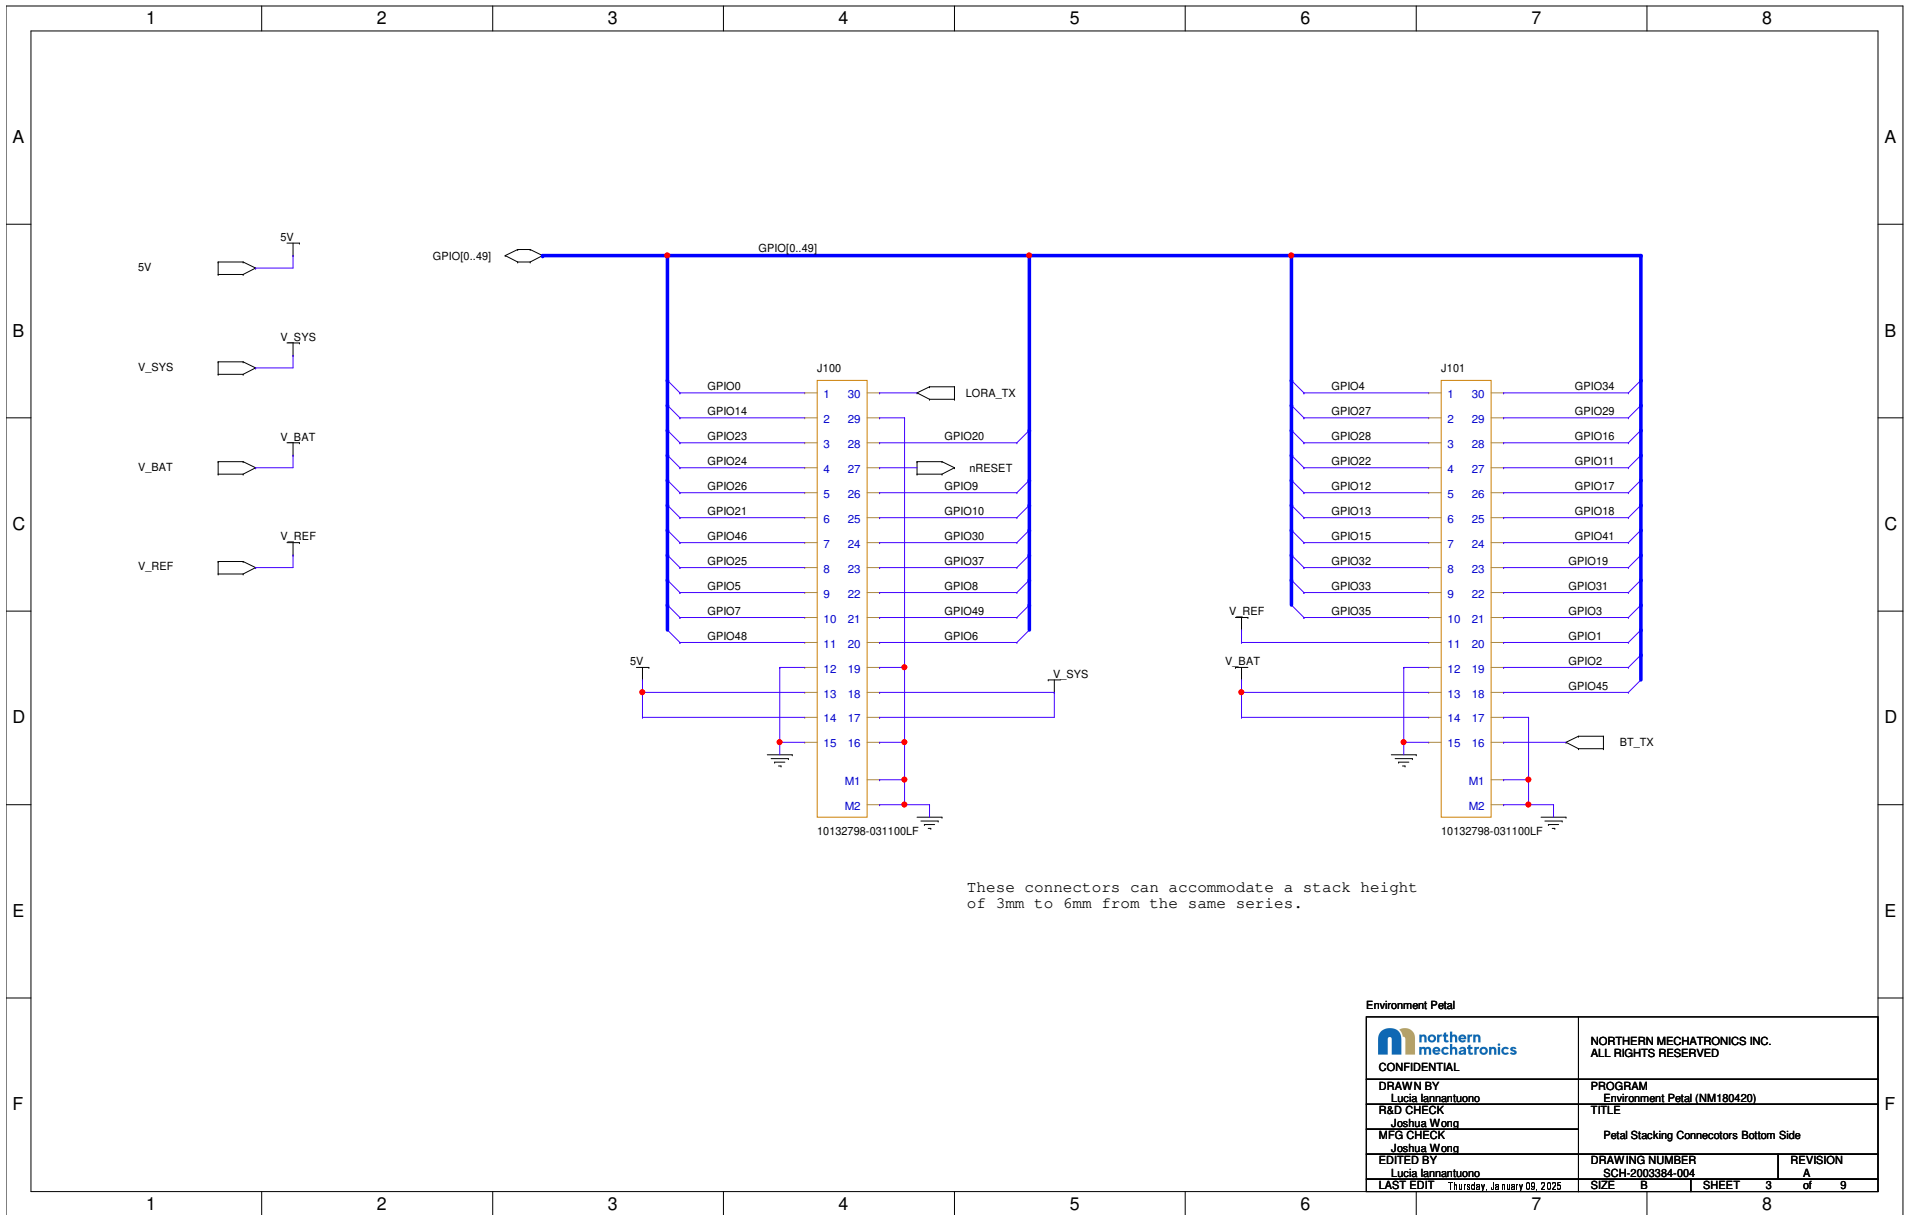 1 2 3 4 5 6 7 8
A A
5V
5V
GPIO[0..49]
GPIO[0..49]
B B
V_SYS
V_SYS
V_BAT
V_BAT
C C
V_REF
V_REF
J100
GPIO0 1 30 LORA_TX
GPIO14 2 29
GPIO23 3 28 GPIO20
GPIO24 4 27 nRESET
GPIO26 5 26 GPIO9
GPIO21 6 25 GPIO10
GPIO46 7 24 GPIO30
GPIO25 8 23 GPIO37
GPIO5 9 22 GPIO8
GPIO7 10 21 GPIO49
GPIO48 11 20 GPIO6
5V 12 19
13 18 V_SYS
14 17
15 16
M1
M2
10132798-031100LF
J101
GPIO4 1 30 GPIO34
GPIO27 2 29 GPIO29
GPIO28 3 28 GPIO16
GPIO22 4 27 GPIO11
GPIO12 5 26 GPIO17
GPIO13 6 25 GPIO18
GPIO15 7 24 GPIO41
GPIO32 8 23 GPIO19
GPIO33 9 22 GPIO31
GPIO35 10 21 GPIO3
V_REF 11 20 GPIO1
V_BAT 12 19 GPIO2
13 18 GPIO45
14 17
15 16 BT_TX
M1
M2
10132798-031100LF
D D
These connectors can accommodate a stack height
of 3mm to 6mm from the same series.
E E
Environment Petal
northern
mechatronics
CONFIDENTIAL
NORTHERN MECHATRONICS INC.
ALL RIGHTS RESERVED
DRAWN BY
Lucia Iannantuono
PROGRAM
Environment Petal (NM180420)
R&D CHECK
Joshua Wong
TITLE
Petal Stacking Connecotors Bottom Side
MFG CHECK
Joshua Wong
EDITED BY
Lucia Iannantuono
DRAWING NUMBER
SCH-2003384-004
REVISION
A
LAST EDIT Thursday, January 09, 2025
SIZE B SHEET 3 of 9
F F
1 2 3 4 5 6 7 8